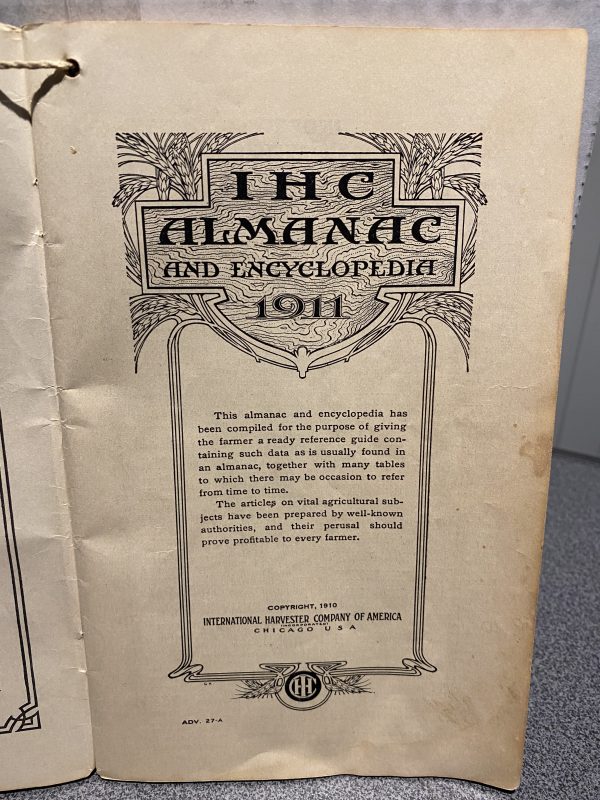 IHC
ALMANAC
AND ENCYCLOPEDIA
1911
This almanac and encyclopedia has
been compiled for the purpose of giving
the farmer a ready reference guide con-
taining such data as is usually found in
an almanac, together with many tables
to which there may be occasion to refer
from time to time.
The articles on vital agricultural sub-
jects have been prepared by well-known
authorities, and their perusal should
prove profitable to every farmer.
COPYRIGHT, 1910
INTERNATIONAL HARVESTER COMPANY OF AMERICA
(INCORPORATED)
CHICAGO U S A
IHC
ADV. 27-A